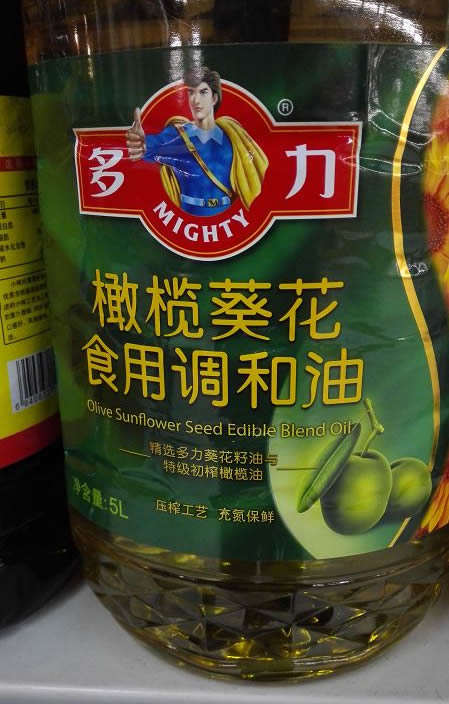 多力
®
MIGHTY
橄榄葵花
食用调和油
Olive Sunflower Seed Edible Blend Oil
精选多力葵花籽油与
特级初榨橄榄油
净含量:5L
压榨工艺 充氮保鲜